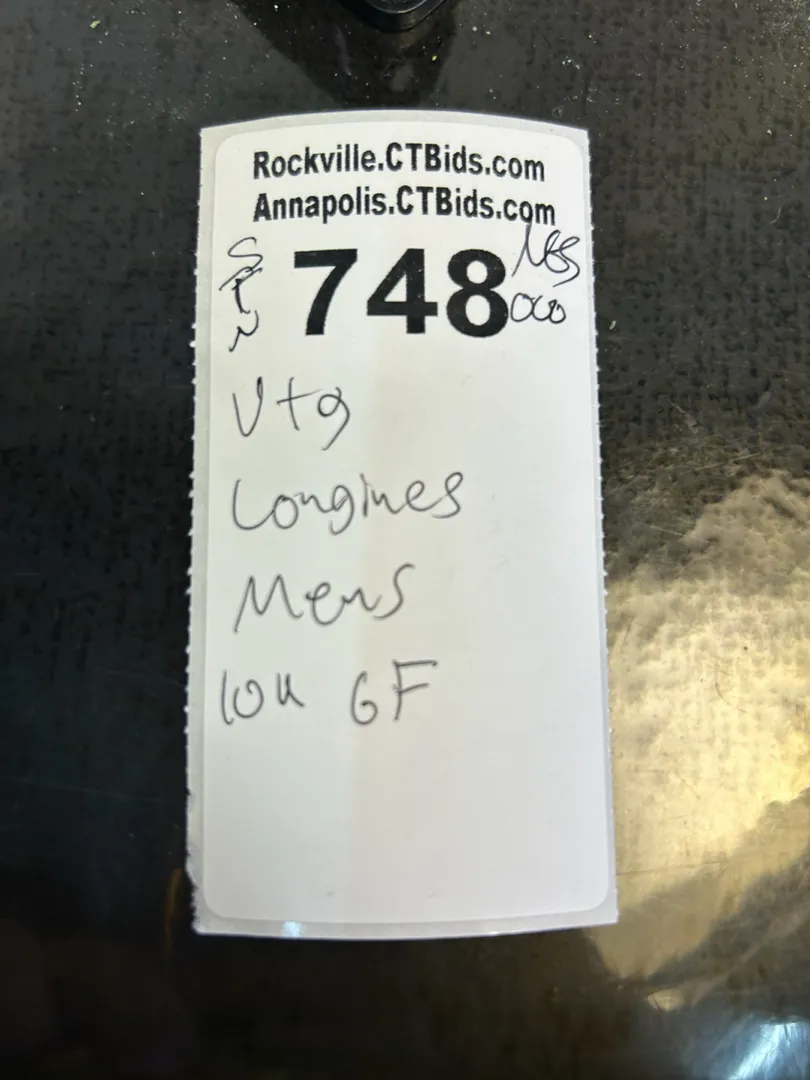 Rockville.CTBids.com
Annapolis.CTBids.com
748
Vtg
Longines
Mens
10K GF